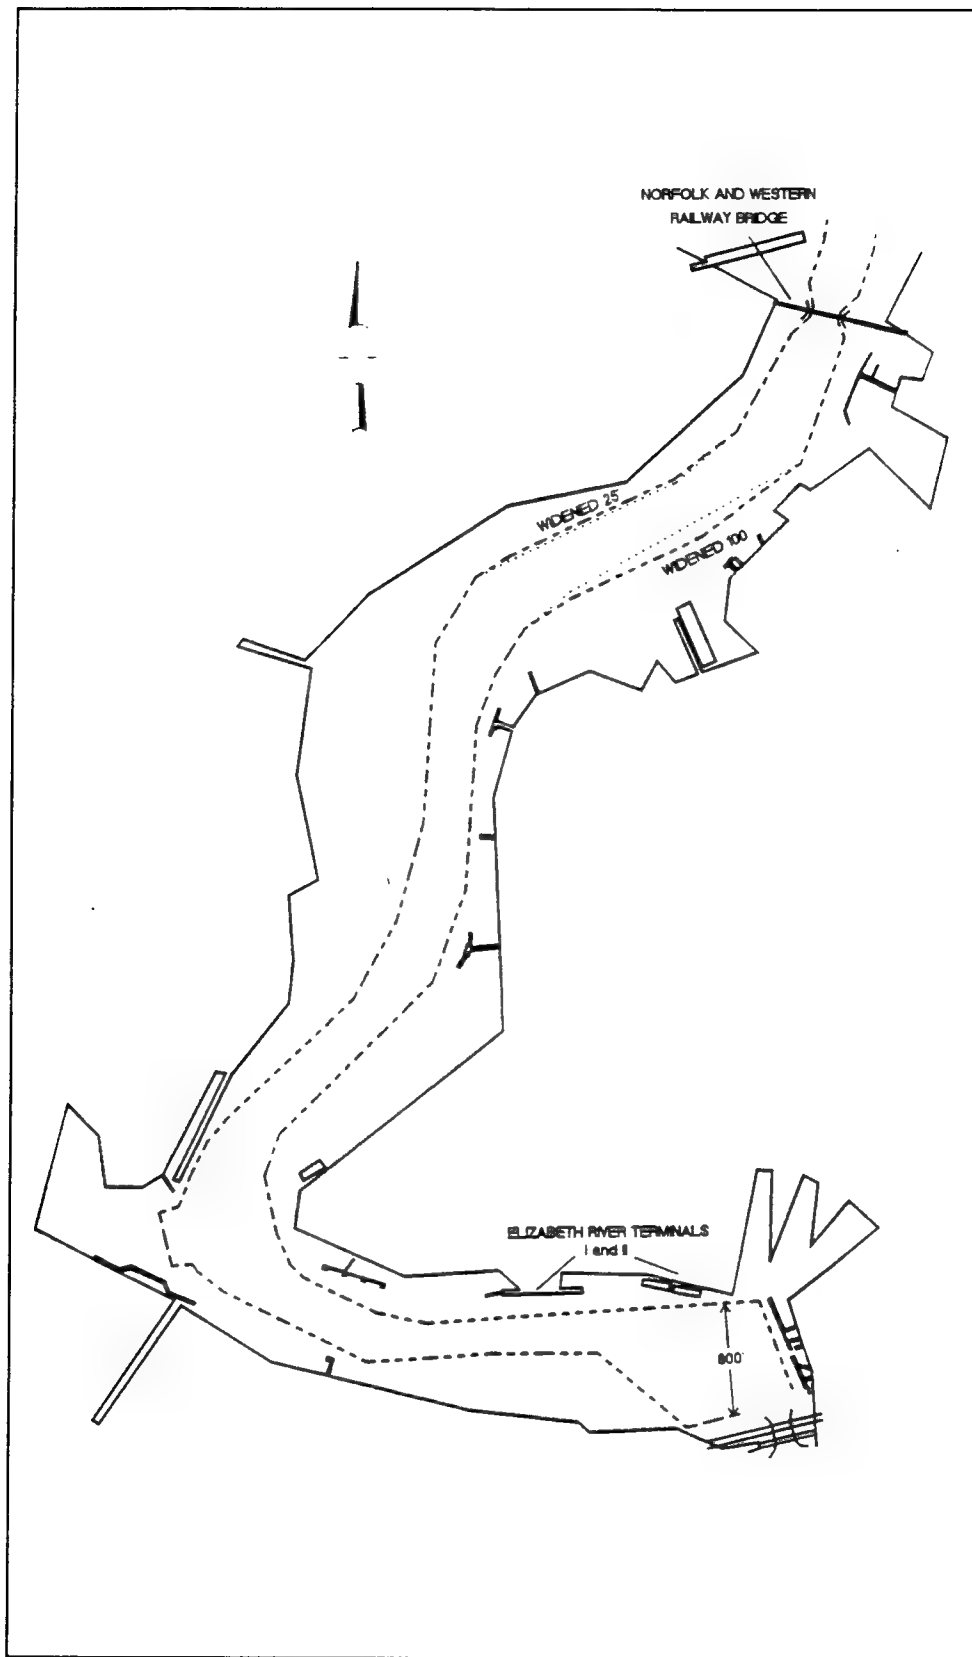 NORFOLK AND WESTERN
RAILWAY BRIDGE
WIDENED 25'
WIDENED 100
ELIZABETH RIVER TERMINALS
I and II
800'